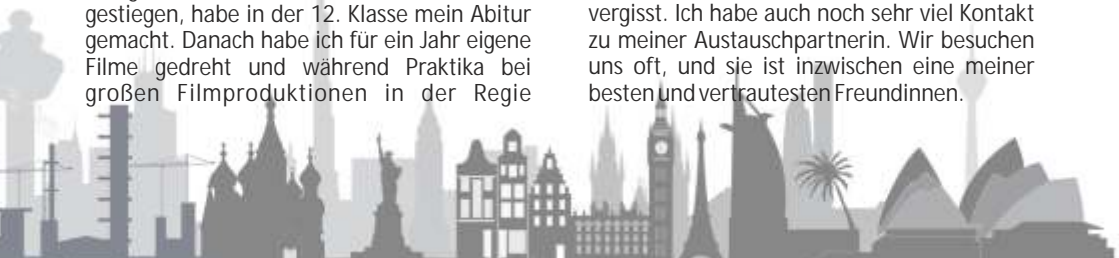 gestiegen, habe in der 12. Klasse mein Abitur
gemacht. Danach habe ich für ein Jahr eigene
Filme gedreht und während Praktika bei
großen Filmproduktionen in der Regie
vergisst. Ich habe auch noch sehr viel Kontakt
zu meiner Austauschpartnerin. Wir besuchen
uns oft, und sie ist inzwischen eine meiner
besten und vertrautesten Freundinnen.